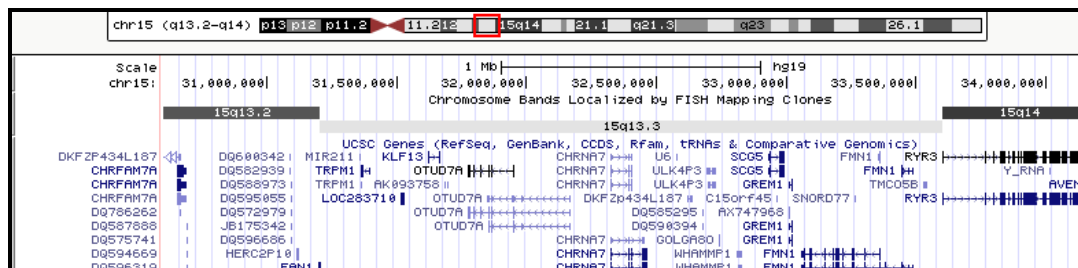 chr15 (q13.2-q14) p13 p12 p11.2 11.2 12 15q14 21.1 q21.3 q23 26.1
Scale 1 Mb hg19
chr15: 31,000,000| 31,500,000| 32,000,000| 32,500,000| 33,000,000| 33,500,000| 34,000,000|
Chromosome Bands Localized by FISH Mapping Clones
15q13.2 15q14
15q13.3
UCSC Genes (RefSeq, GenBank, CCDS, Rfam, tRNAs & Comparative Genomics)
DKFZP434L187 DQ600342 MIR211 KLF13 CHRNA7 U6 SCG5 FMN1 RYR3
CHRFAM7A DQ582939 TRPM1 OTUD7A CHRNA7 ULK4P3 SCG5 FMN1 Y_RNA
CHRFAM7A DQ588973 TRPM1 AK093758 CHRNA7 ULK4P3 GREM1 TMCO5B AVEN
CHRFAM7A DQ595055 LOC283710 OTUD7A DKFZp434L187 C15orf45 SNORD77 RYR3
DQ786262 DQ572979 OTUD7A DQ585295 AX747968
DQ587888 JB175342 OTUD7A DQ590394 GREM1
DQ575741 DQ596686 CHRNA7 GOLGA8O GREM1
DQ594669 HERC2P10 CHRNA7 WHAMMP1 FMN1
DQ596319 FAN1 CHRNA7 WHAMMP1 FMN1